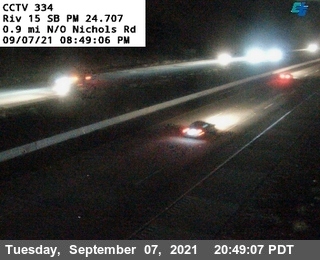 CCTV 334
Riv 15 SB PM 24.707
0.9 mi N/O Nichols Rd
09/07/21 08:49:06 PM
Tuesday, September 07, 2021 20:49:07 PDT